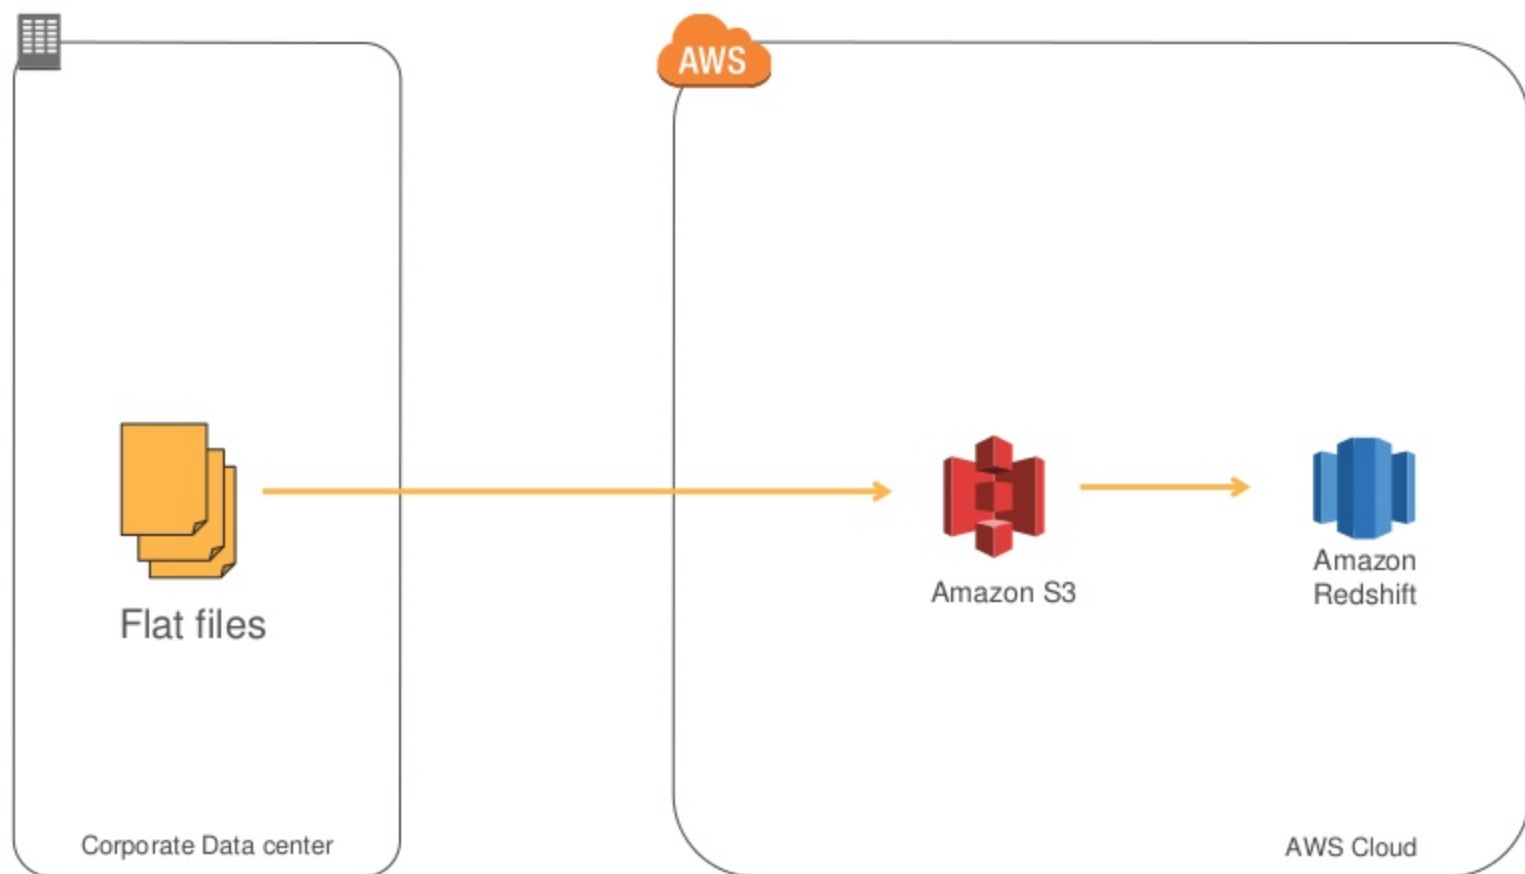 AWS
Flat files
Amazon S3
Amazon
Redshift
Corporate Data center
AWS Cloud